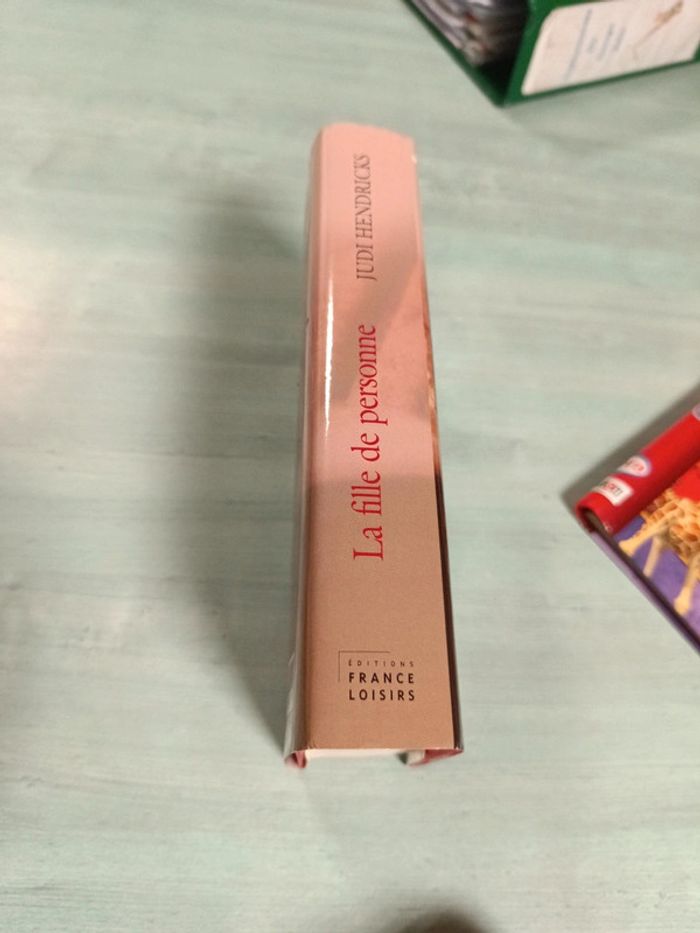 JUDI HENDRICKS
La fille de personne
ÉDITIONS
FRANCE
LOISIRS